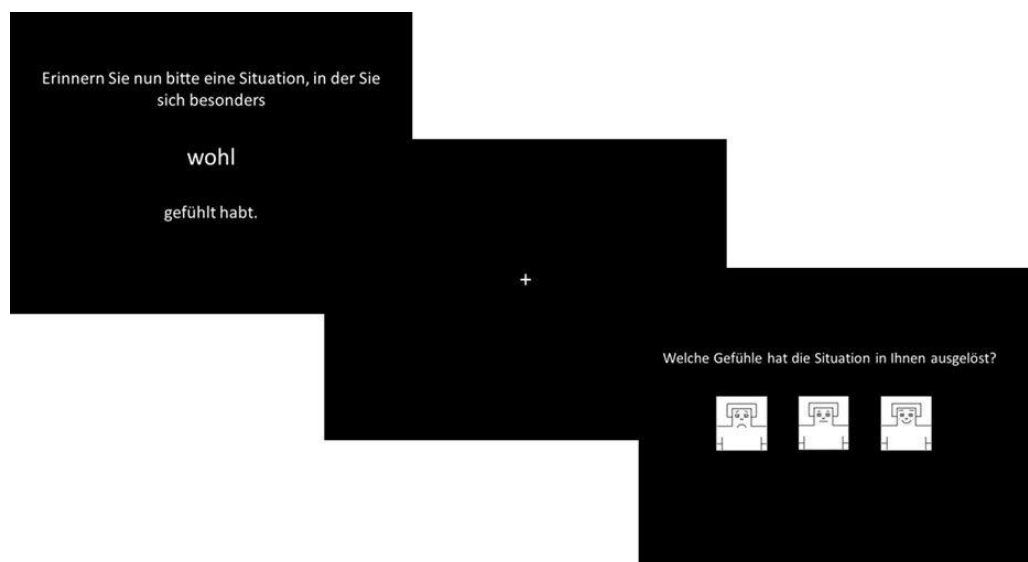 Erinnern Sie nun bitte eine Situation, in der Sie
sich besonders
wohl
gefühlt habt.
+
Welche Gefühle hat die Situation in Ihnen ausgelöst?